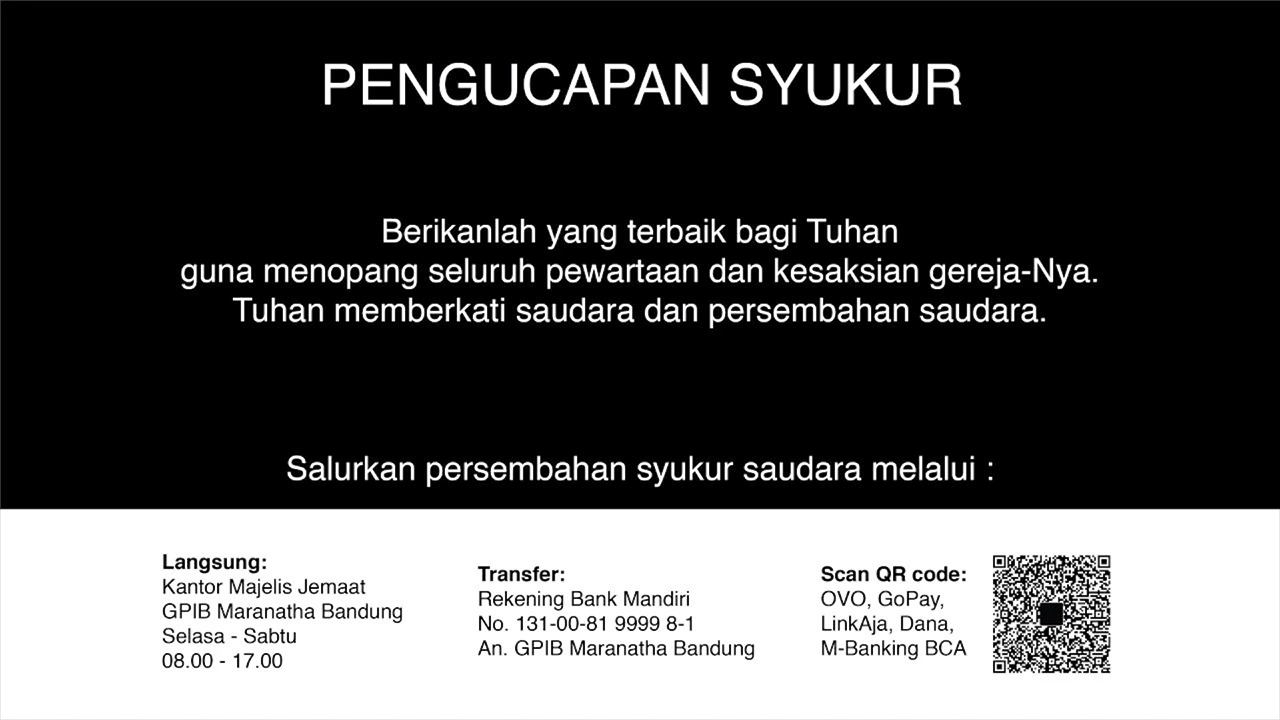 PENGUCAPAN SYUKUR
Berikanlah yang terbaik bagi Tuhan
guna menopang seluruh pewartaan dan kesaksian gereja-Nya.
Tuhan memberkati saudara dan persembahan saudara.
Salurkan persembahan syukur saudara melalui :
Langsung:
Kantor Majelis Jemaat
GPIB Maranatha Bandung
Selasa - Sabtu
08.00 - 17.00
Transfer:
Rekening Bank Mandiri
No. 131-00-81 9999 8-1
An. GPIB Maranatha Bandung
Scan QR code:
OVO, GoPay,
LinkAja, Dana,
M-Banking BCA